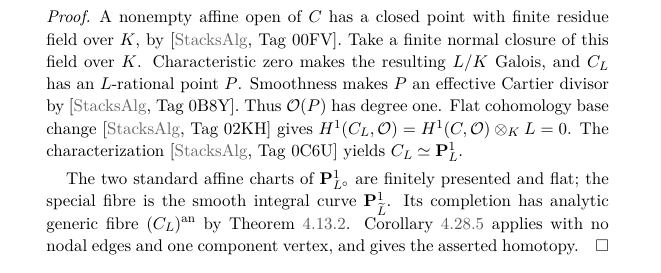 Proof. A nonempty affine open of C has a closed point with finite residue
field over K, by [StacksAlg, Tag 00FV]. Take a finite normal closure of this
field over K. Characteristic zero makes the resulting L/K Galois, and C_L
has an L-rational point P. Smoothness makes P an effective Cartier divisor
by [StacksAlg, Tag 0B8Y]. Thus 𝒪(P) has degree one. Flat cohomology base
change [StacksAlg, Tag 02KH] gives H¹(C_L, 𝒪) = H¹(C, 𝒪) ⊗_K L = 0. The
characterization [StacksAlg, Tag 0C6U] yields C_L ≃ P¹_L.
The two standard affine charts of P¹_{L°} are finitely presented and flat; the
special fibre is the smooth integral curve P¹_{L̃}. Its completion has analytic
generic fibre (C_L)^an by Theorem 4.13.2. Corollary 4.28.5 applies with no
nodal edges and one component vertex, and gives the asserted homotopy. □